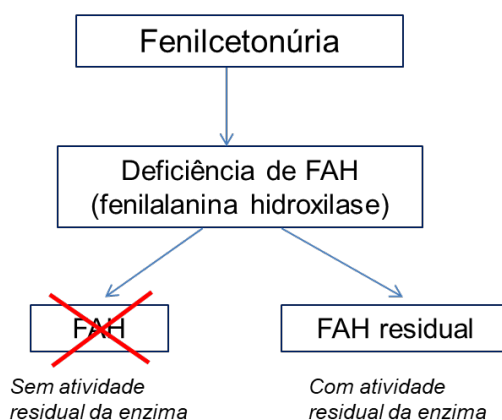 Fenilcetonúria
Deficiência de FAH
(fenilalanina hidroxilase)
FAH
FAH residual
Sem atividade
residual da enzima
Com atividade
residual da enzima